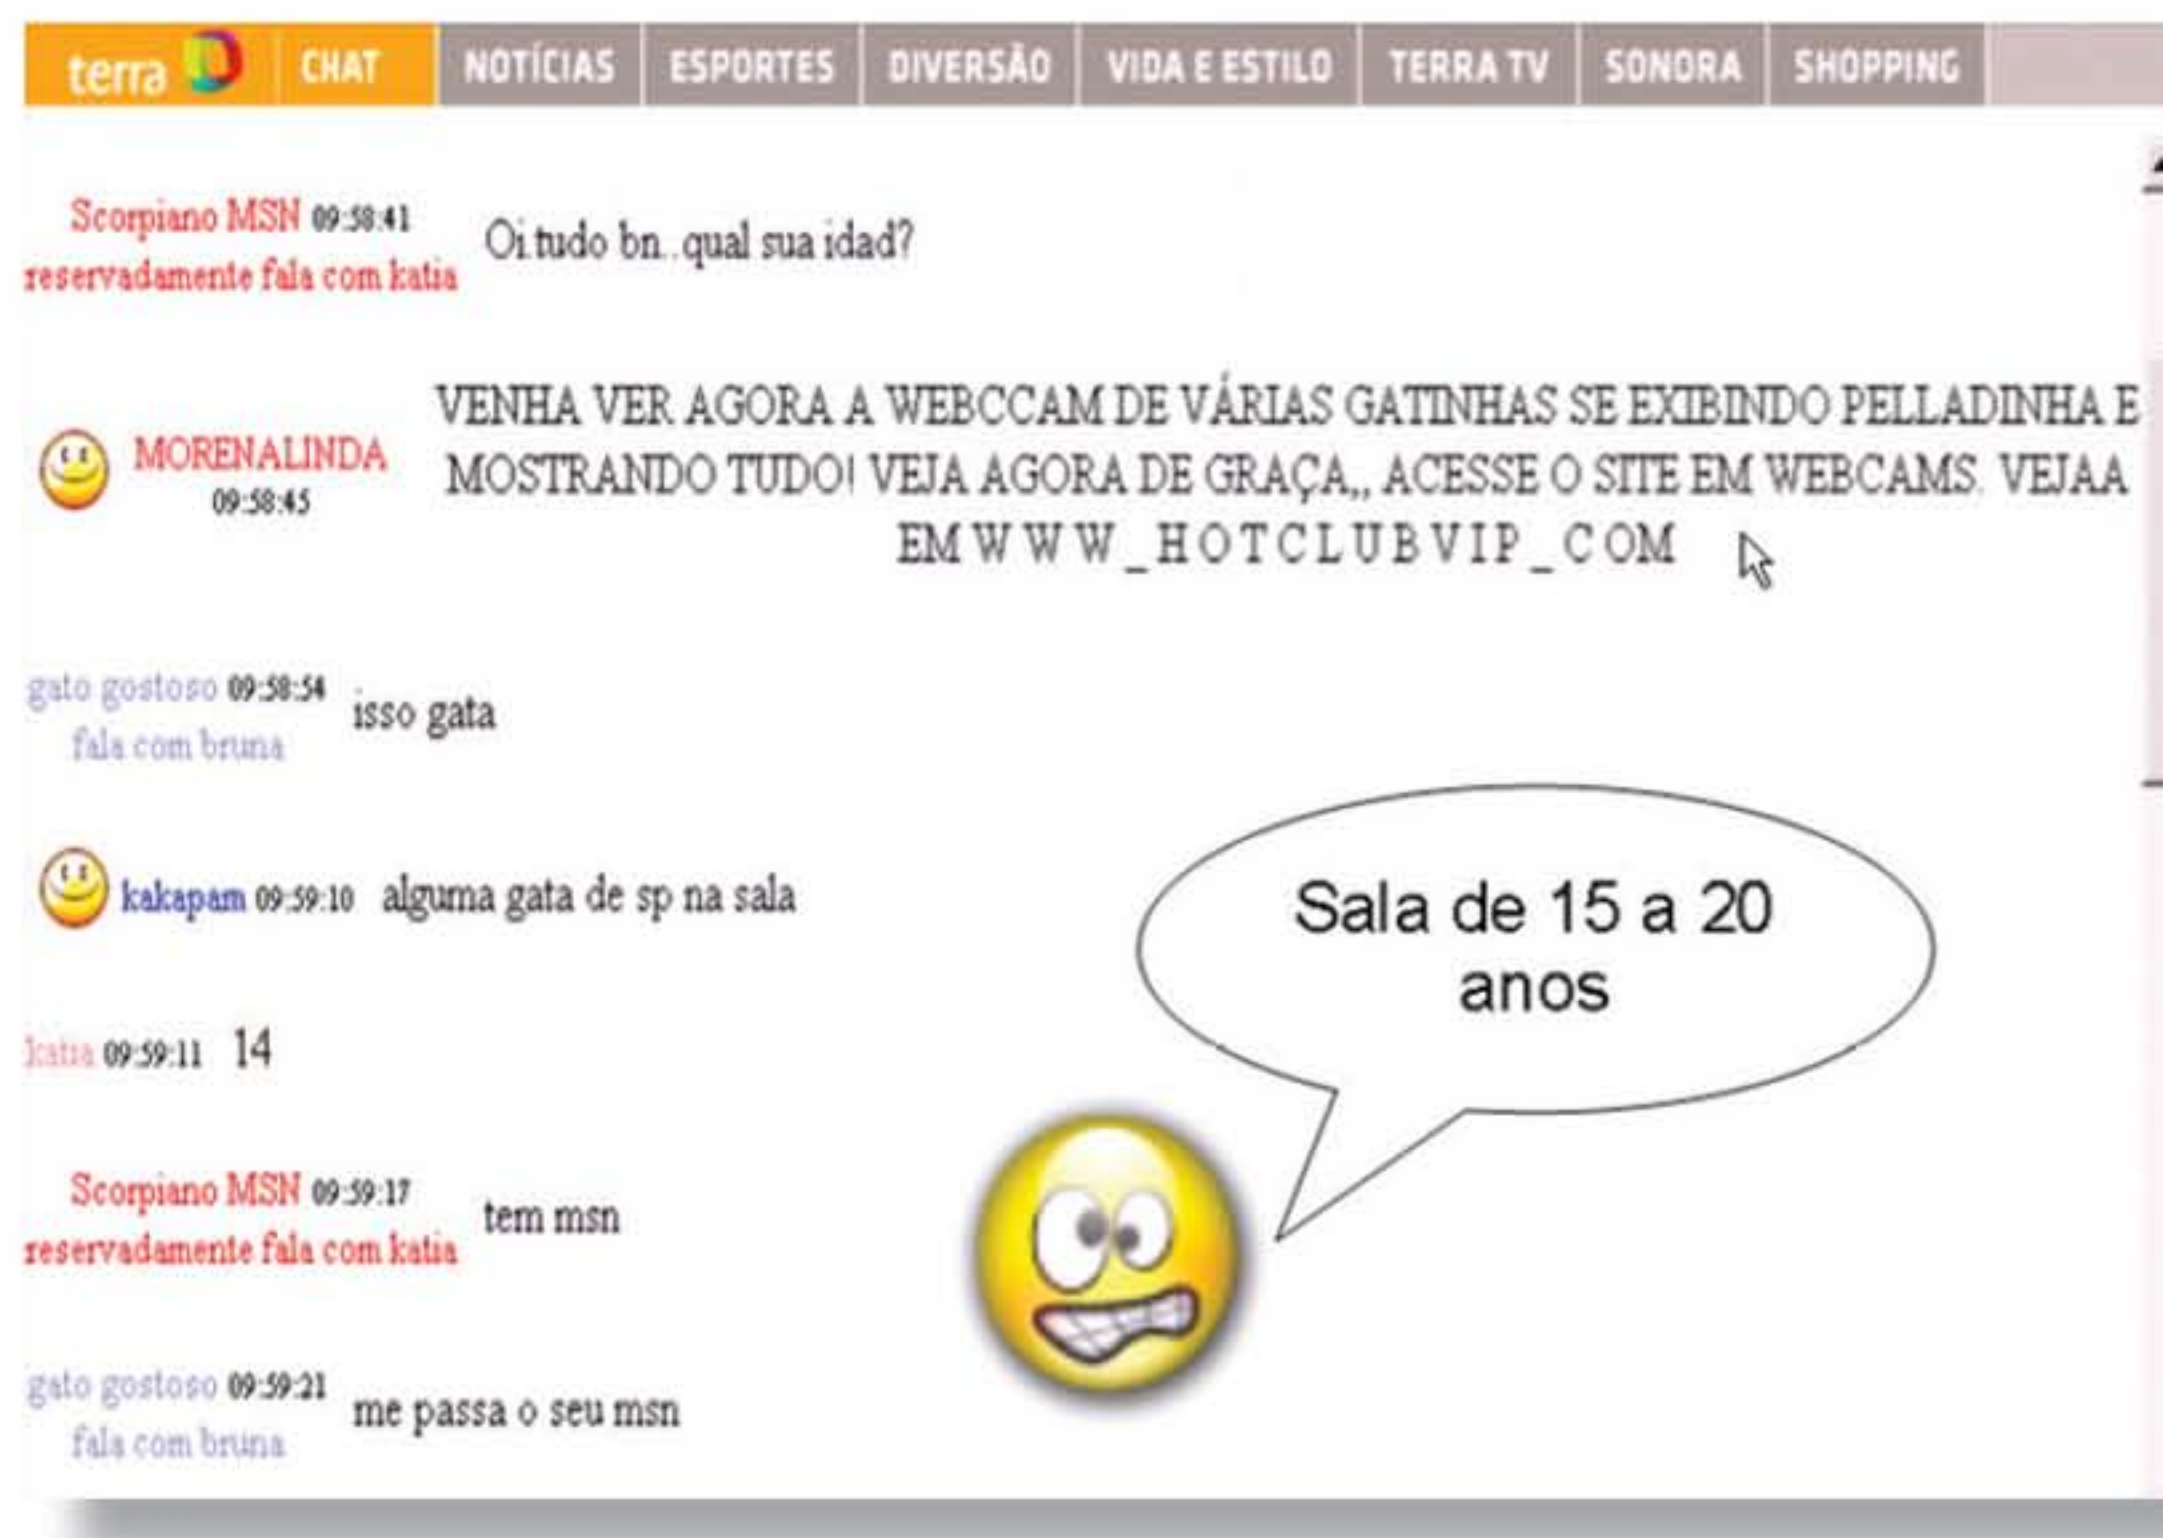 terra CHAT NOTÍCIAS ESPORTES DIVERSÃO VIDA E ESTILO TERRA TV SONORA SHOPPING
Scorpiano MSN 09:58:41
reservadamente fala com katia
Oi tudo bn..qual sua idad?
MORENALINDA
09:58:45
VENHA VER AGORA A WEBCCAM DE VÁRIAS GATINHAS SE EXIBINDO PELLADINHA E
MOSTRANDO TUDO! VEJA AGORA DE GRAÇA,, ACESSE O SITE EM WEBCAMS. VEJAA
EM W W W _ H O T C L U B V I P _ C O M
gato gostoso 09:58:54
fala com bruna
isso gata
kakapam 09:59:10 alguma gata de sp na sala
Sala de 15 a 20
anos
katia 09:59:11 14
Scorpiano MSN 09:59:17
reservadamente fala com katia
tem msn
gato gostoso 09:59:21
fala com bruna
me passa o seu msn